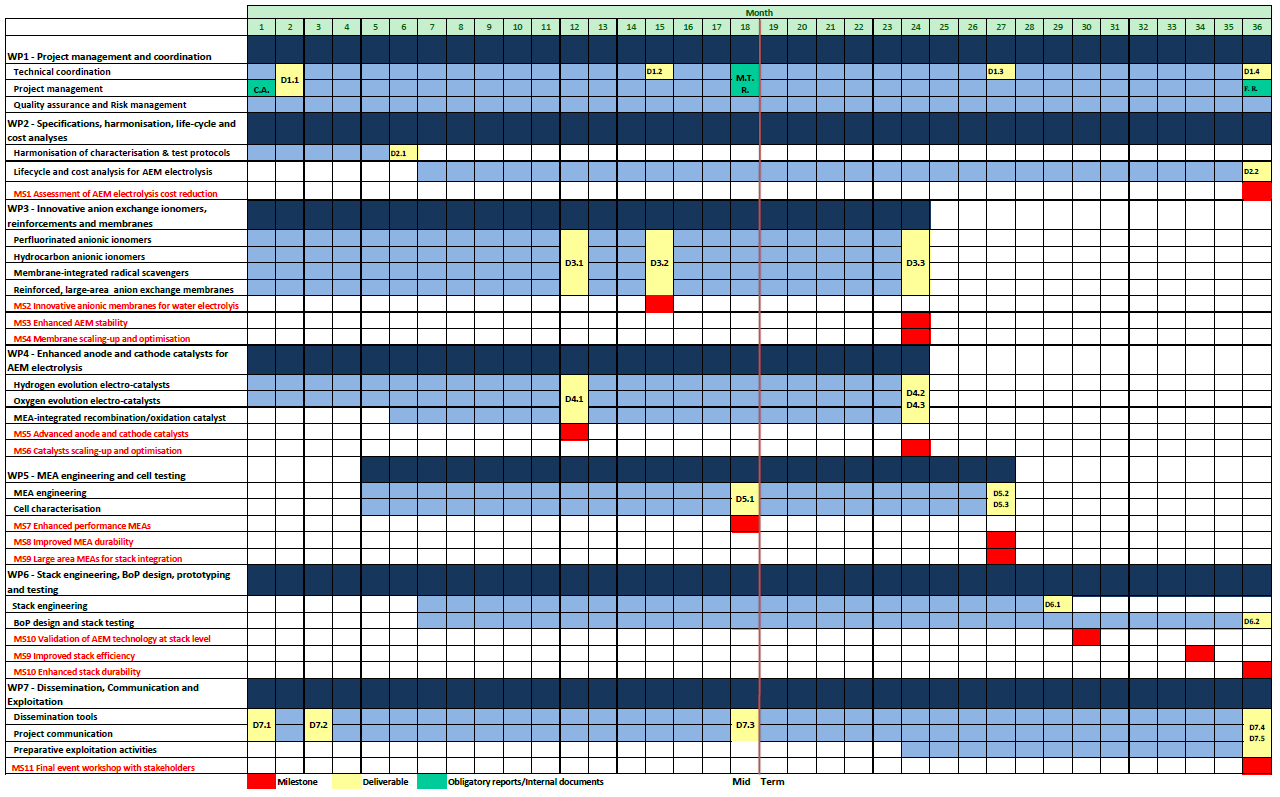 Month
1 2 3 4 5 6 7 8 9 10 11 12 13 14 15 16 17 18 19 20 21 22 23 24 25 26 27 28 29 30 31 32 33 34 35 36
WP1 - Project management and coordination
Technical coordination D1.1 D1.2 M.T. R. D1.3 D1.4
Project management C.A. F. R.
Quality assurance and Risk management
WP2 - Specifications, harmonisation, life-cycle and
cost analyses
Harmonisation of characterisation & test protocols D2.1
Lifecycle and cost analysis for AEM electrolysis D2.2
MS1 Assessment of AEM electrolysis cost reduction
WP3 - Innovative anion exchange ionomers,
reinforcements and membranes
Perfluorinated anionic ionomers
Hydrocarbon anionic ionomers D3.1 D3.2 D3.3
Membrane-integrated radical scavengers
Reinforced, large-area anion exchange membranes
MS2 Innovative anionic membranes for water electrolyis
MS3 Enhanced AEM stability
MS4 Membrane scaling-up and optimisation
WP4 - Enhanced anode and cathode catalysts for
AEM electrolysis
Hydrogen evolution electro-catalysts D4.2
Oxygen evolution electro-catalysts D4.1 D4.3
MEA-integrated recombination/oxidation catalyst
MS5 Advanced anode and cathode catalysts
MS6 Catalysts scaling-up and optimisation
WP5 - MEA engineering and cell testing
MEA engineering D5.1 D5.2
Cell characterisation D5.3
MS7 Enhanced performance MEAs
MS8 Improved MEA durability
MS9 Large area MEAs for stack integration
WP6 - Stack engineering, BoP design, prototyping
and testing
Stack engineering D6.1
BoP design and stack testing D6.2
MS10 Validation of AEM technology at stack level
MS9 Improved stack efficiency
MS10 Enhanced stack durability
WP7 - Dissemination, Communication and
Exploitation
Dissemination tools D7.1 D7.2 D7.3 D7.4
Project communication D7.5
Preparative exploitation activities
MS11 Final event workshop with stakeholders
Milestone Deliverable Obligatory reports/Internal documents Mid Term